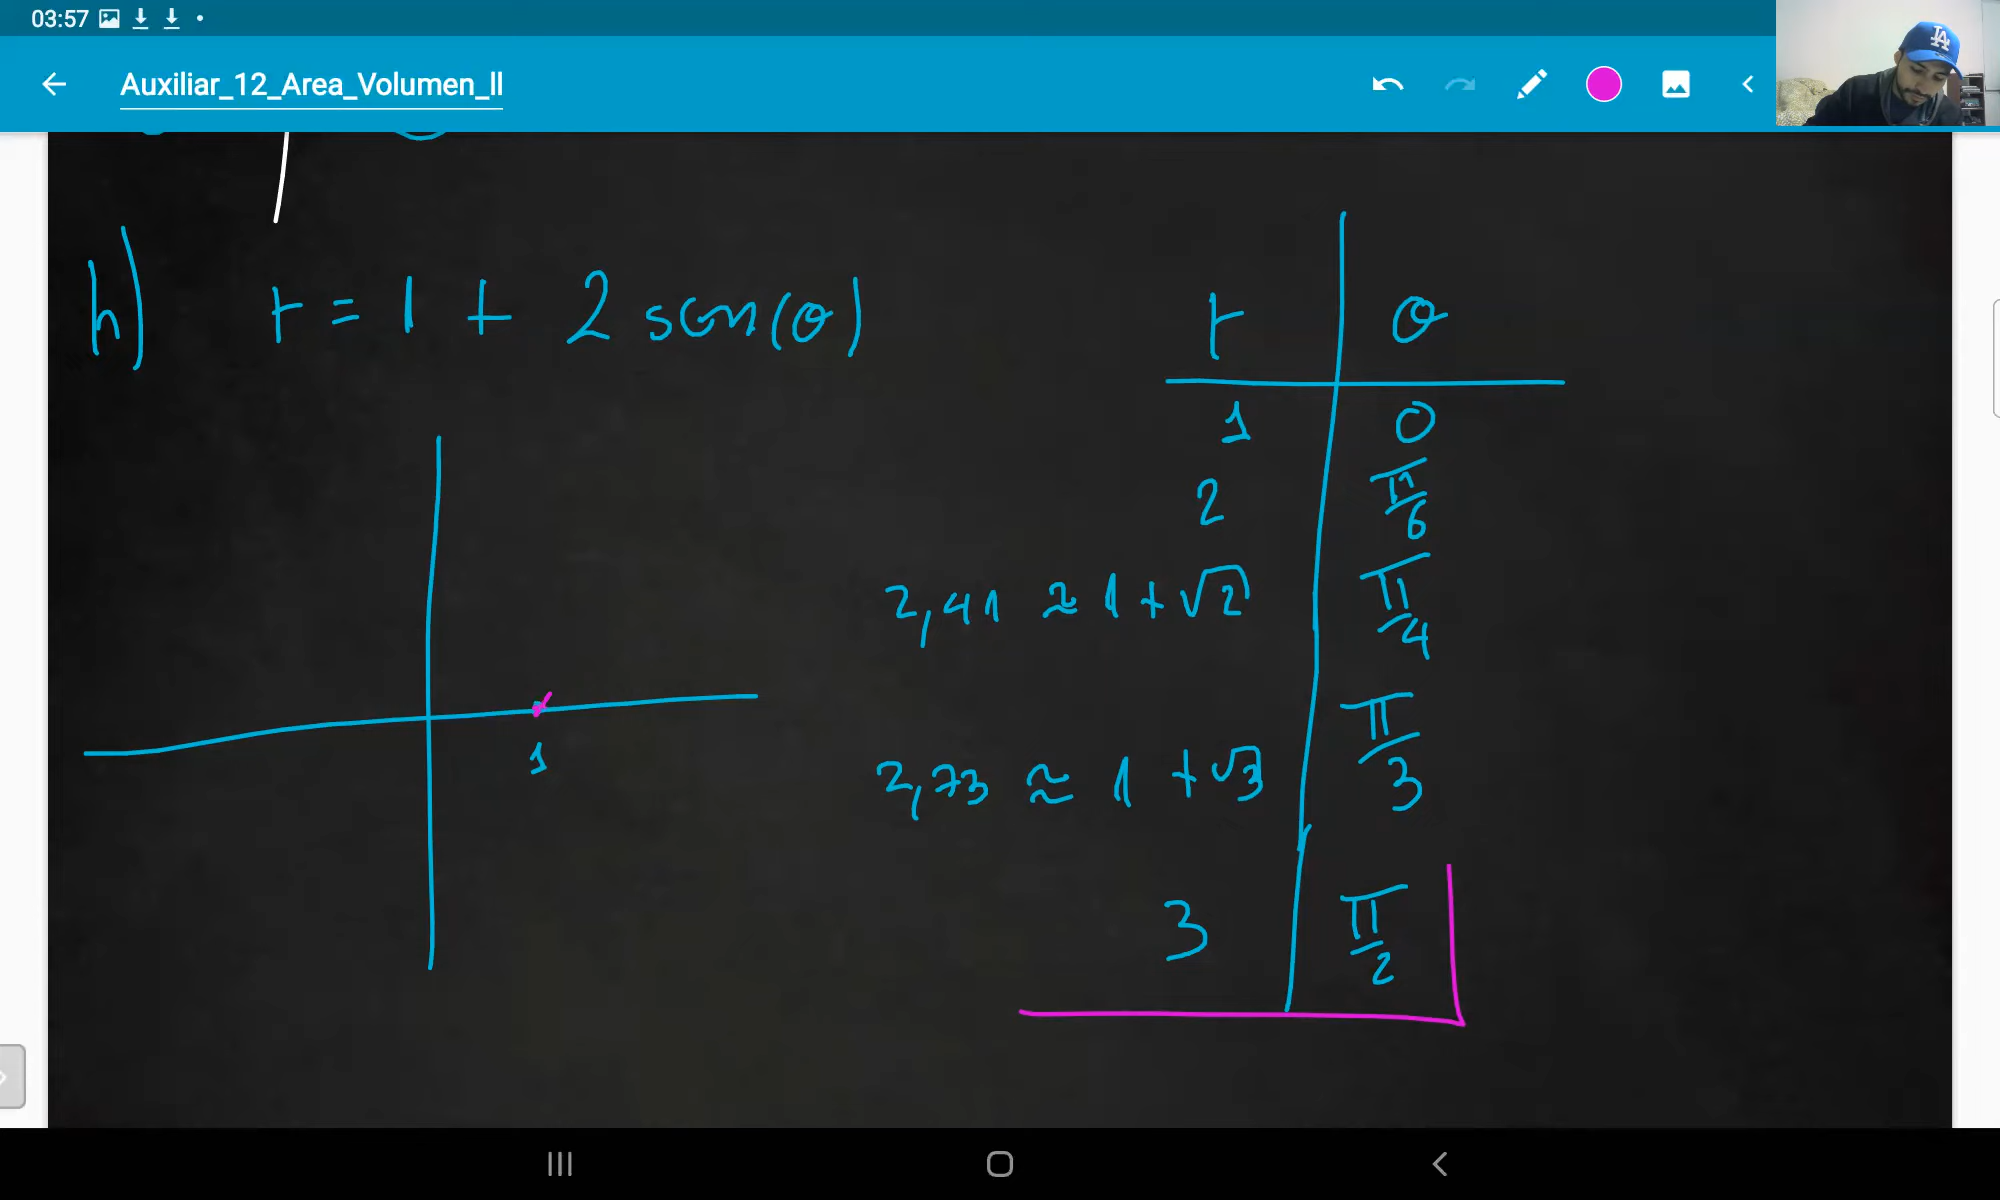 03:57
Auxiliar_12_Area_Volumen_II
LA
h) r = 1 + 2 sen(θ)
r θ
1 0
2 π/6
2,41 ≈ 1 + √2 π/4
1
2,73 ≈ 1 + √3 π/3
3 π/2